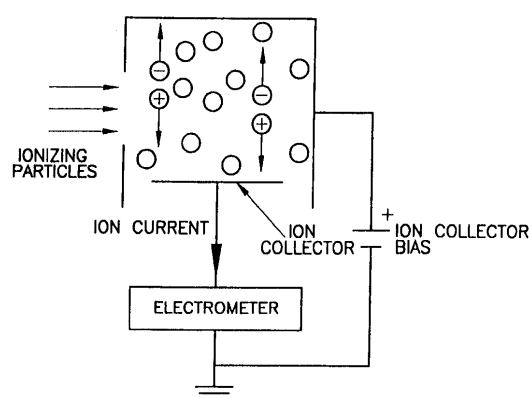 IONIZING
PARTICLES
ION CURRENT
ION
COLLECTOR
+
ION COLLECTOR
BIAS
ELECTROMETER
−
+
−
+